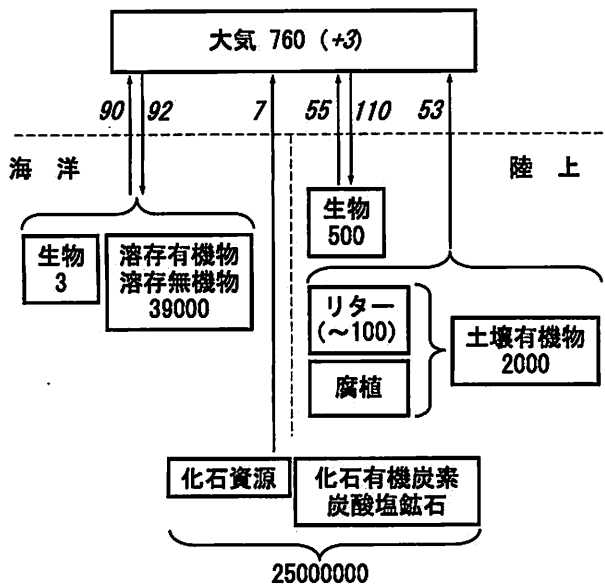 大気 760 (+3)
90 92 7 55 110 53
海 洋
陸 上
生物
3
溶存有機物
溶存無機物
39000
生物
500
リター
(～100)
腐植
土壌有機物
2000
化石資源
化石有機炭素
炭酸塩鉱石
25000000